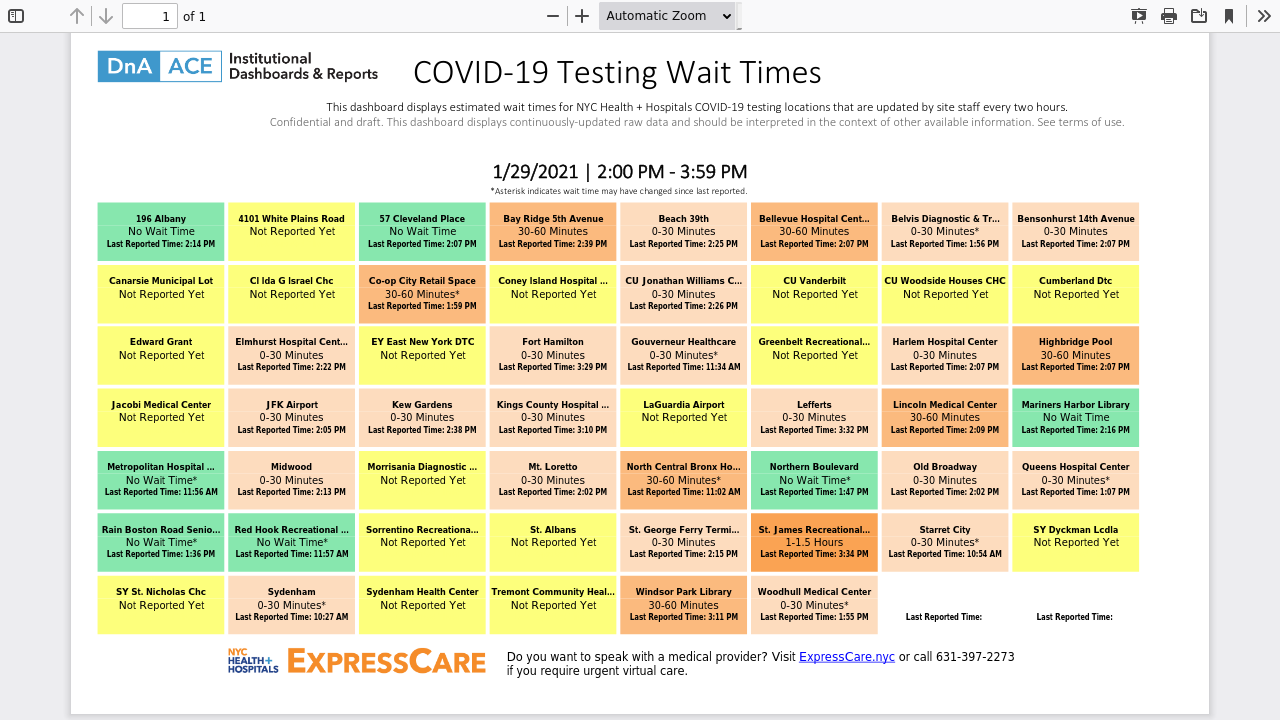 1 of 1
Automatic Zoom
DnA ACE Institutional
Dashboards & Reports
COVID-19 Testing Wait Times
This dashboard displays estimated wait times for NYC Health + Hospitals COVID-19 testing locations that are updated by site staff every two hours.
Confidential and draft. This dashboard displays continuously-updated raw data and should be interpreted in the context of other available information. See terms of use.
1/29/2021 | 2:00 PM - 3:59 PM
*Asterisk indicates wait time may have changed since last reported.
196 Albany
No Wait Time
Last Reported Time: 2:14 PM
4101 White Plains Road
Not Reported Yet
57 Cleveland Place
No Wait Time
Last Reported Time: 2:07 PM
Bay Ridge 5th Avenue
30-60 Minutes
Last Reported Time: 2:39 PM
Beach 39th
0-30 Minutes
Last Reported Time: 2:25 PM
Bellevue Hospital Cent...
30-60 Minutes
Last Reported Time: 2:07 PM
Belvis Diagnostic & Tr...
0-30 Minutes*
Last Reported Time: 1:56 PM
Bensonhurst 14th Avenue
0-30 Minutes
Last Reported Time: 2:07 PM
Canarsie Municipal Lot
Not Reported Yet
CI Ida G Israel Chc
Not Reported Yet
Co-op City Retail Space
30-60 Minutes*
Last Reported Time: 1:59 PM
Coney Island Hospital ...
Not Reported Yet
CU Jonathan Williams C...
0-30 Minutes
Last Reported Time: 2:26 PM
CU Vanderbilt
Not Reported Yet
CU Woodside Houses CHC
Not Reported Yet
Cumberland Dtc
Not Reported Yet
Edward Grant
Not Reported Yet
Elmhurst Hospital Cent...
0-30 Minutes
Last Reported Time: 2:22 PM
EY East New York DTC
Not Reported Yet
Fort Hamilton
0-30 Minutes
Last Reported Time: 3:29 PM
Gouverneur Healthcare
0-30 Minutes*
Last Reported Time: 11:34 AM
Greenbelt Recreational...
Not Reported Yet
Harlem Hospital Center
0-30 Minutes
Last Reported Time: 2:07 PM
Highbridge Pool
30-60 Minutes
Last Reported Time: 2:07 PM
Jacobi Medical Center
Not Reported Yet
JFK Airport
0-30 Minutes
Last Reported Time: 2:05 PM
Kew Gardens
0-30 Minutes
Last Reported Time: 2:38 PM
Kings County Hospital ...
0-30 Minutes
Last Reported Time: 3:10 PM
LaGuardia Airport
Not Reported Yet
Lefferts
0-30 Minutes
Last Reported Time: 3:32 PM
Lincoln Medical Center
30-60 Minutes
Last Reported Time: 2:09 PM
Mariners Harbor Library
No Wait Time
Last Reported Time: 2:16 PM
Metropolitan Hospital ...
No Wait Time*
Last Reported Time: 11:56 AM
Midwood
0-30 Minutes
Last Reported Time: 2:13 PM
Morrisania Diagnostic ...
Not Reported Yet
Mt. Loretto
0-30 Minutes
Last Reported Time: 2:02 PM
North Central Bronx Ho...
30-60 Minutes*
Last Reported Time: 11:02 AM
Northern Boulevard
No Wait Time*
Last Reported Time: 1:47 PM
Old Broadway
0-30 Minutes
Last Reported Time: 2:02 PM
Queens Hospital Center
0-30 Minutes*
Last Reported Time: 1:07 PM
Rain Boston Road Senio...
No Wait Time*
Last Reported Time: 1:36 PM
Red Hook Recreational ...
No Wait Time*
Last Reported Time: 11:57 AM
Sorrentino Recreationa...
Not Reported Yet
St. Albans
Not Reported Yet
St. George Ferry Termi...
0-30 Minutes
Last Reported Time: 2:15 PM
St. James Recreational...
1-1.5 Hours
Last Reported Time: 3:34 PM
Starret City
0-30 Minutes*
Last Reported Time: 10:54 AM
SY Dyckman Lcdla
Not Reported Yet
SY St. Nicholas Chc
Not Reported Yet
Sydenham
0-30 Minutes*
Last Reported Time: 10:27 AM
Sydenham Health Center
Not Reported Yet
Tremont Community Heal...
Not Reported Yet
Windsor Park Library
30-60 Minutes
Last Reported Time: 3:11 PM
Woodhull Medical Center
0-30 Minutes*
Last Reported Time: 1:55 PM
Last Reported Time:
Last Reported Time:
NYC
HEALTH+
HOSPITALS
EXPRESSCARE
Do you want to speak with a medical provider? Visit ExpressCare.nyc or call 631-397-2273
if you require urgent virtual care.